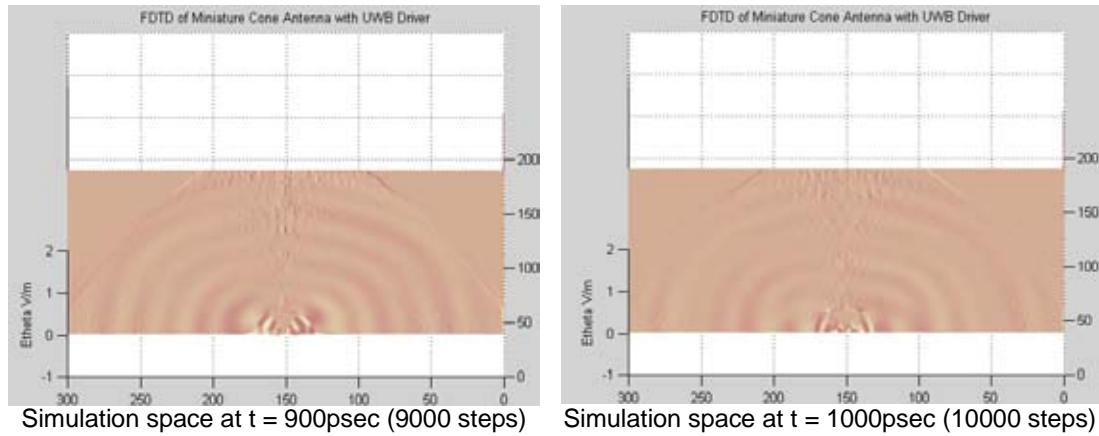 FDTD of Miniature Cone Antenna with UWB Driver
200
150
100
50
0
2
1
0
-1
Etheta V/m
300 250 200 150 100 50 0
Simulation space at t = 900psec (9000 steps)
FDTD of Miniature Cone Antenna with UWB Driver
200
150
100
50
0
2
1
0
-1
Etheta V/m
300 250 200 150 100 50 0
Simulation space at t = 1000psec (10000 steps)